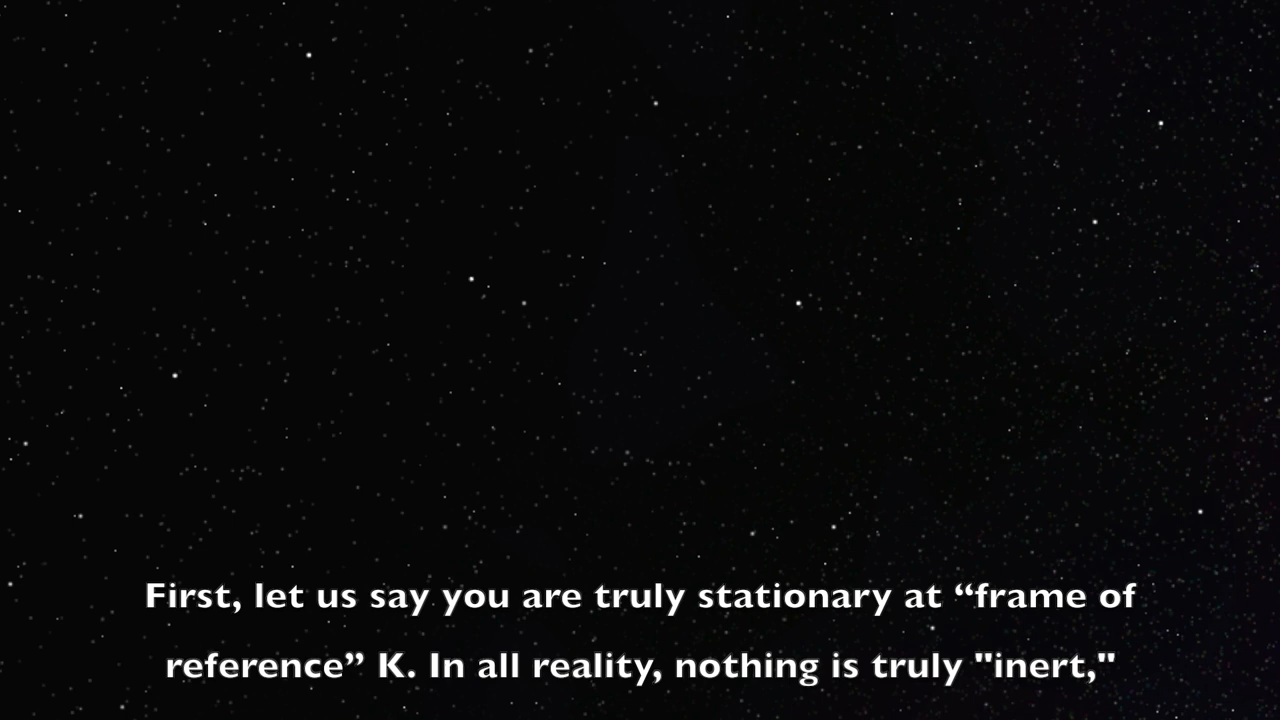 First, let us say you are truly stationary at “frame of
reference” K. In all reality, nothing is truly "inert,"